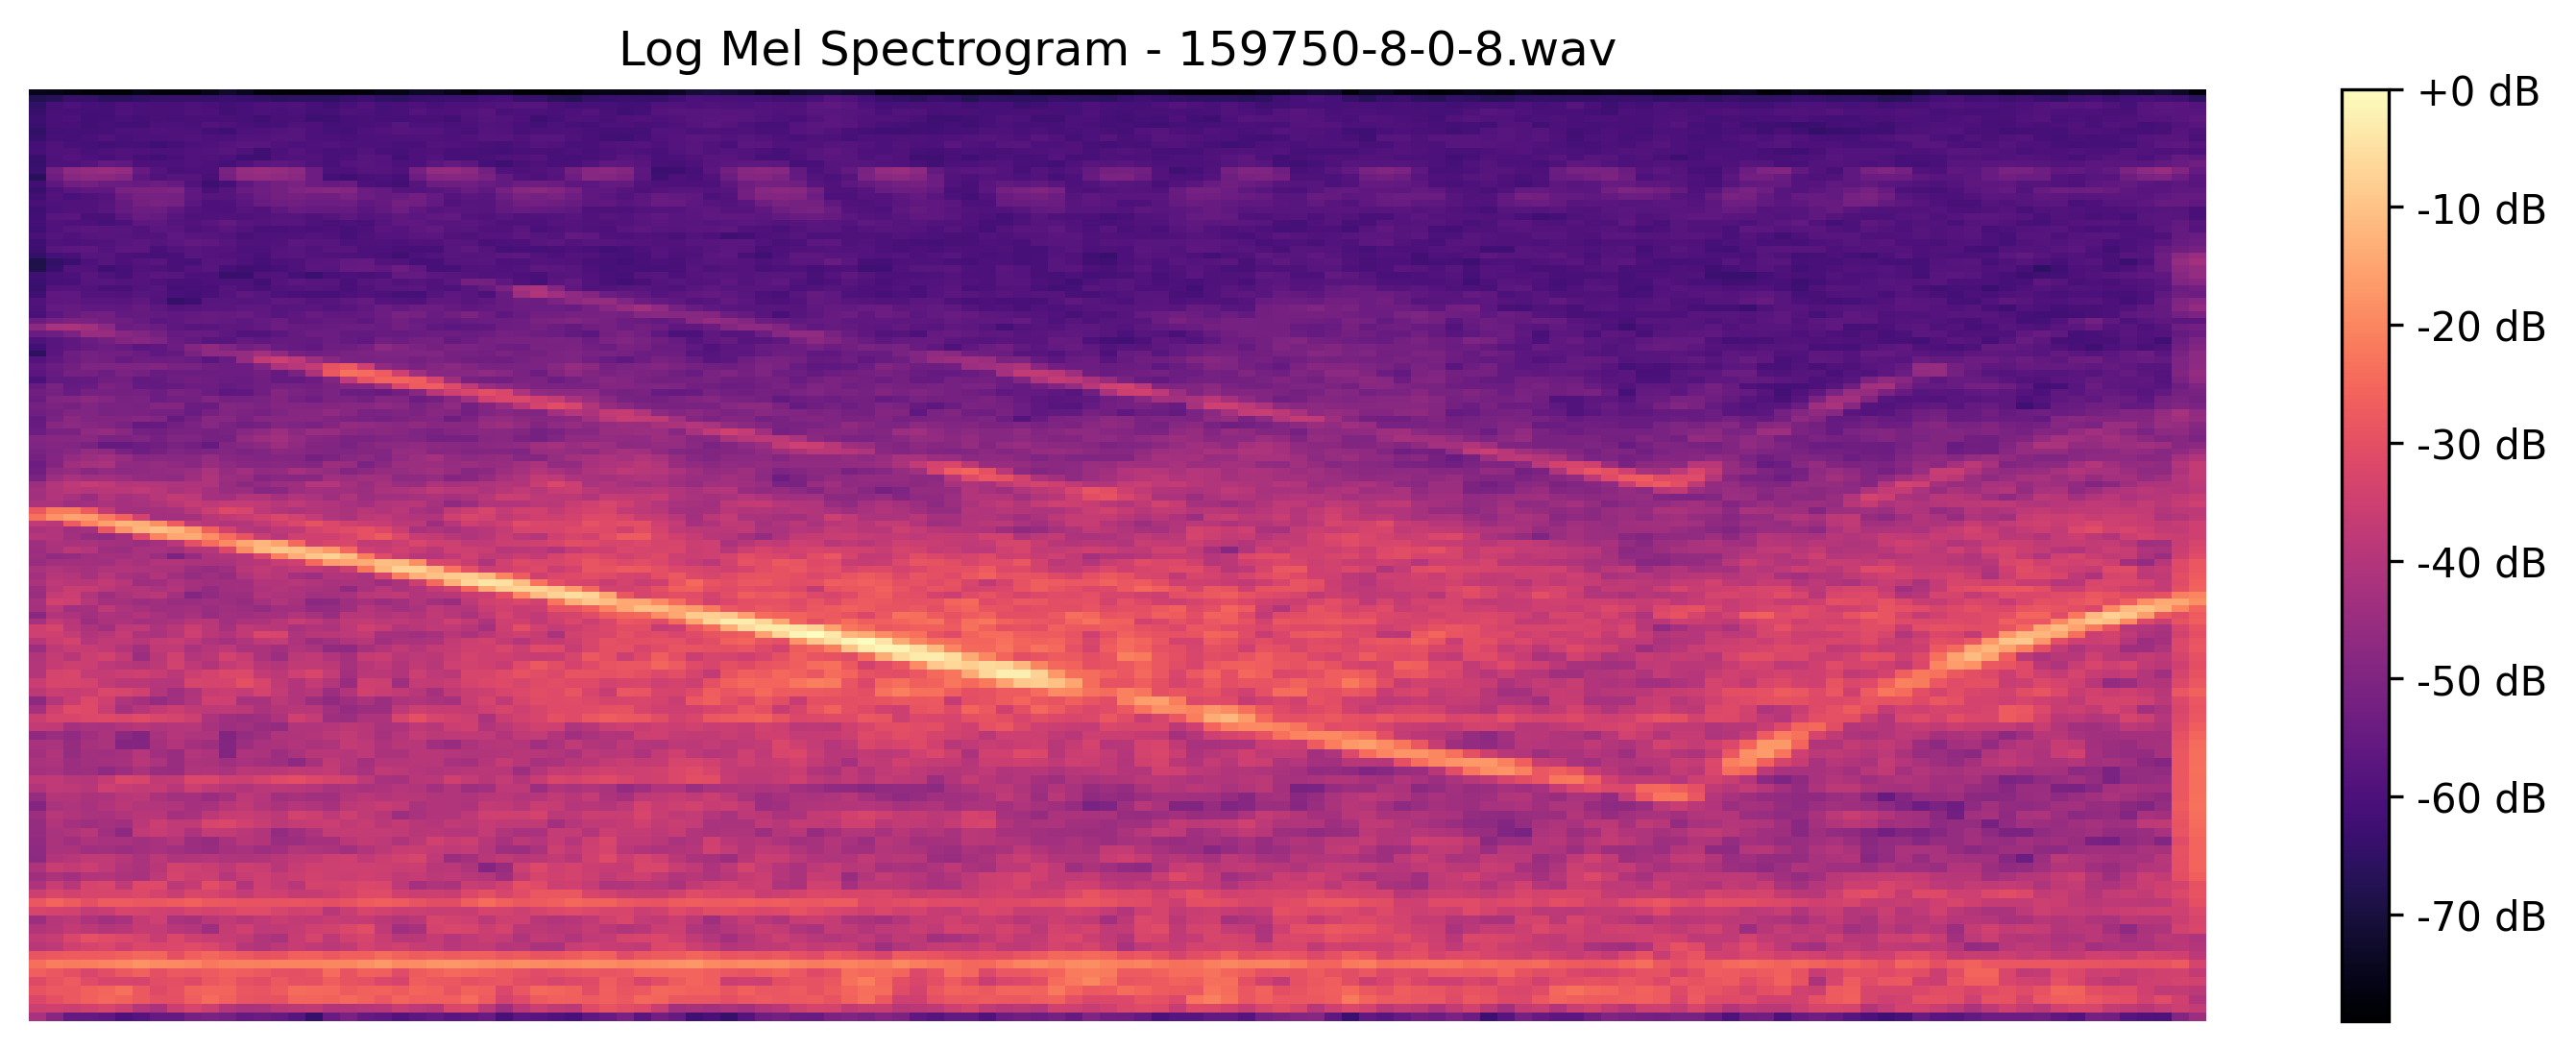 Log Mel Spectrogram - 159750-8-0-8.wav
+0 dB
-10 dB
-20 dB
-30 dB
-40 dB
-50 dB
-60 dB
-70 dB